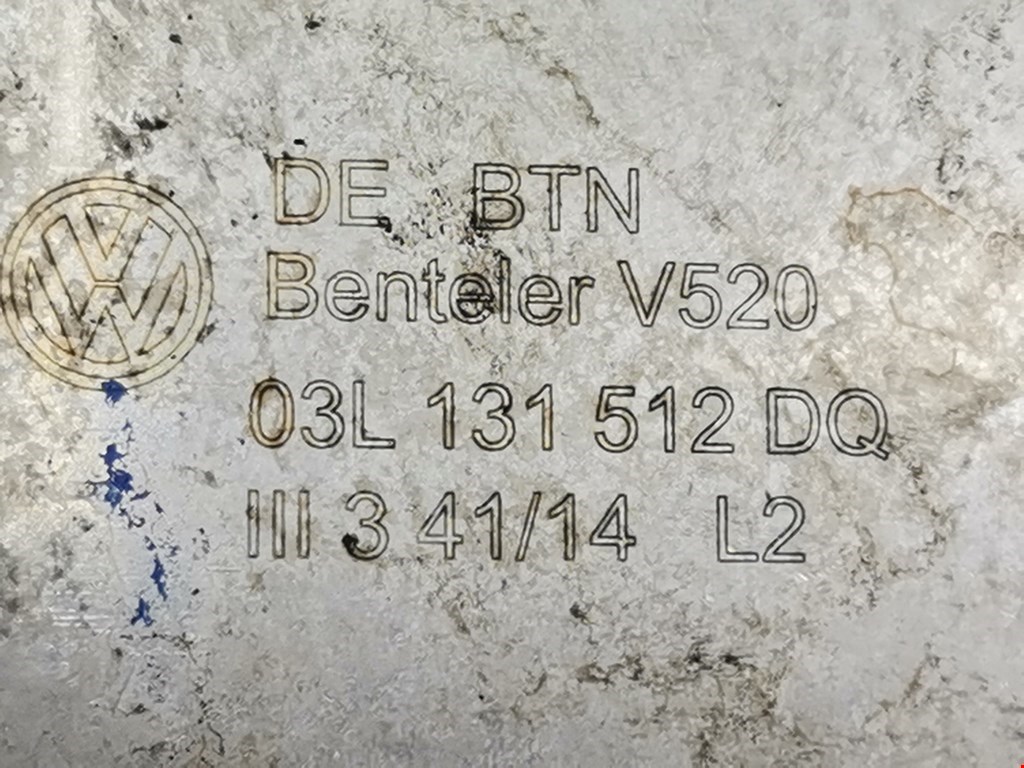 DE BTN
Benteler V520
03L 131 512 DQ
III 3 41/14 L2